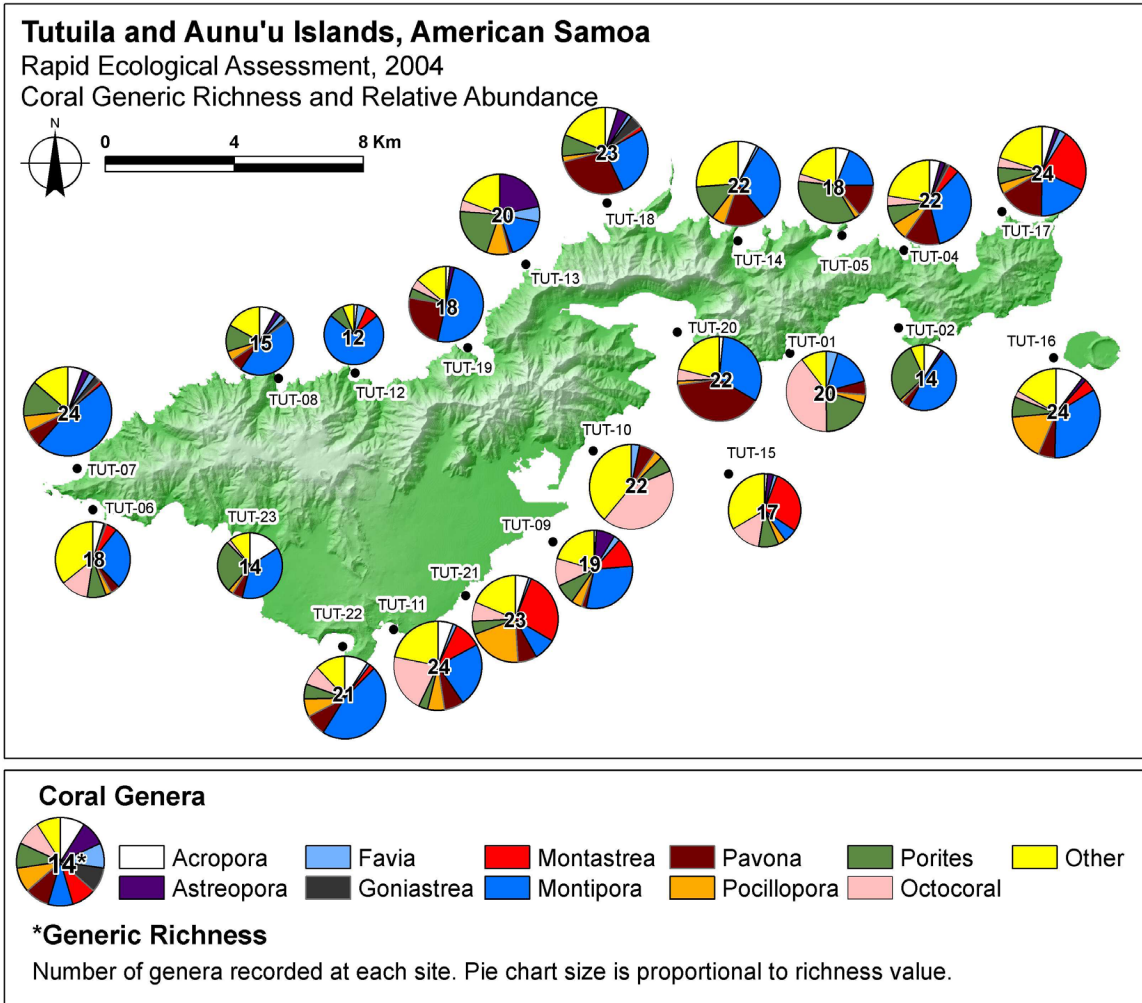 Tutuila and Aunu'u Islands, American Samoa
Rapid Ecological Assessment, 2004
Coral Generic Richness and Relative Abundance
N
0 4 8 Km
23
TUT-18
22
TUT-14
18
TUT-05
22
TUT-04
24
TUT-17
20
TUT-13
18
TUT-19
12
TUT-12
15
TUT-08
24
TUT-07
TUT-20
22
TUT-01
20
TUT-02
14
TUT-16
24
TUT-10
22
TUT-15
17
TUT-06
18
TUT-23
14
TUT-09
19
TUT-21
23
TUT-11
24
TUT-22
21
Coral Genera
14*
Acropora Favia Montastrea Pavona Porites Other
Astreopora Goniastrea Montipora Pocillopora Octocoral
*Generic Richness
Number of genera recorded at each site. Pie chart size is proportional to richness value.